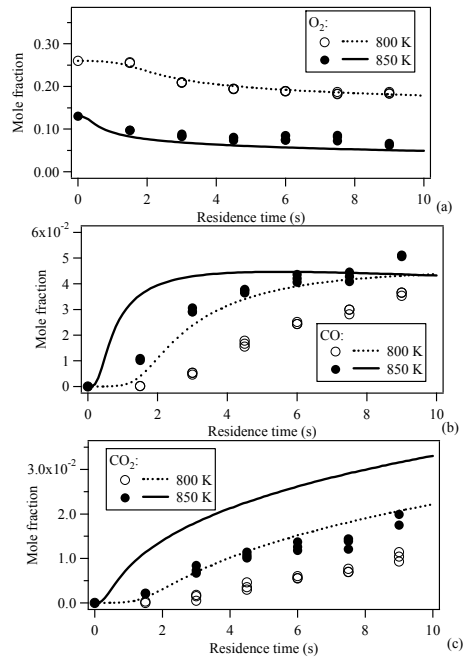 O2:
800 K
850 K
Mole fraction
0.30
0.20
0.10
0.00
0 2 4 6 8 10
Residence time (s)
(a)
6x10-2
5
4
3
2
1
0
Mole fraction
CO:
800 K
850 K
0 2 4 6 8 10
Residence time (s)
(b)
CO2:
800 K
850 K
3.0x10-2
2.0
1.0
0.0
Mole fraction
0 2 4 6 8 10
Residence time (s)
(c)